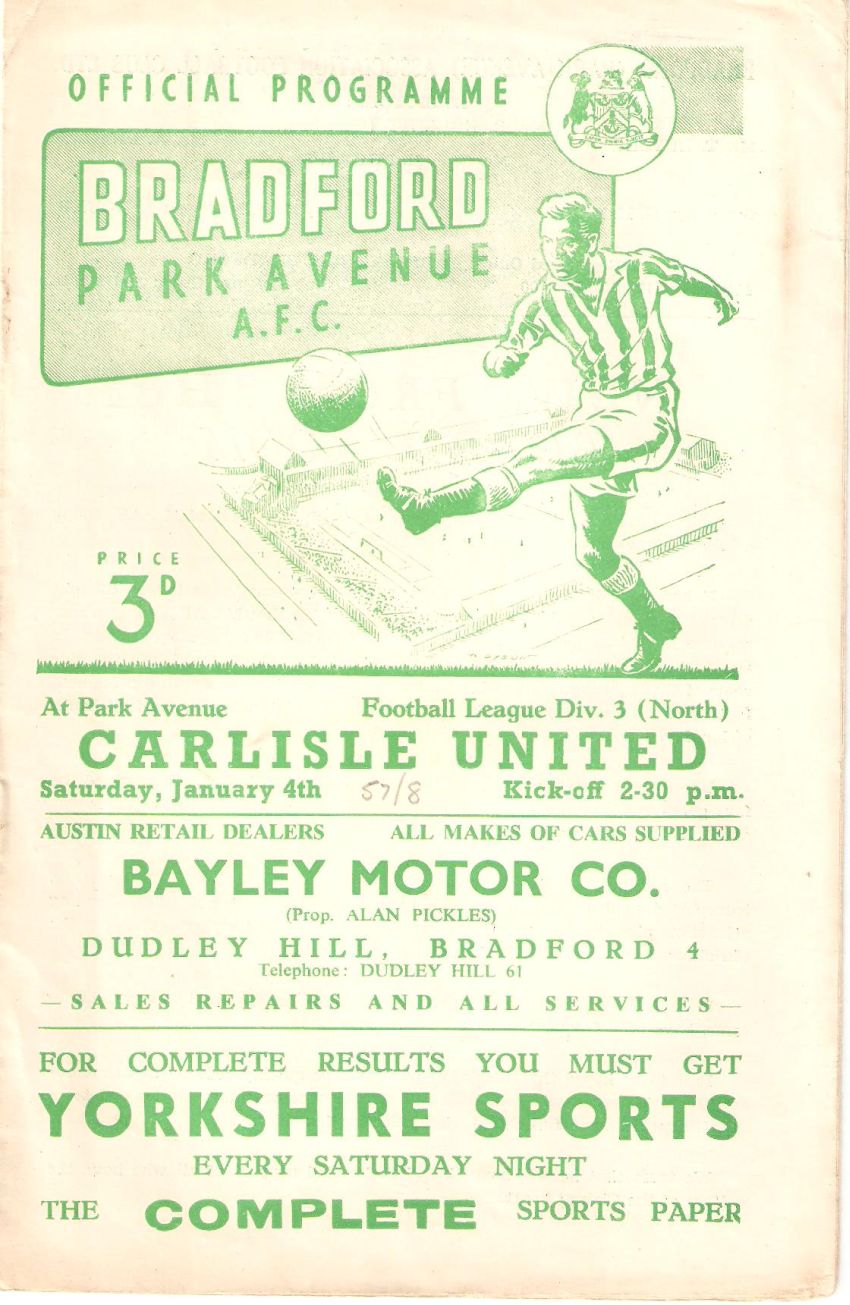 OFFICIAL PROGRAMME
BRADFORD
PARK AVENUE
A.F.C.
PRICE
3D
At Park Avenue Football League Div. 3 (North)
CARLISLE UNITED
Saturday, January 4th 57/8 Kick-off 2-30 p.m.
AUSTIN RETAIL DEALERS ALL MAKES OF CARS SUPPLIED
BAYLEY MOTOR CO.
(Prop. ALAN PICKLES)
DUDLEY HILL, BRADFORD 4
Telephone: DUDLEY HILL 61
— SALES REPAIRS AND ALL SERVICES —
FOR COMPLETE RESULTS YOU MUST GET
YORKSHIRE SPORTS
EVERY SATURDAY NIGHT
THE COMPLETE SPORTS PAPER